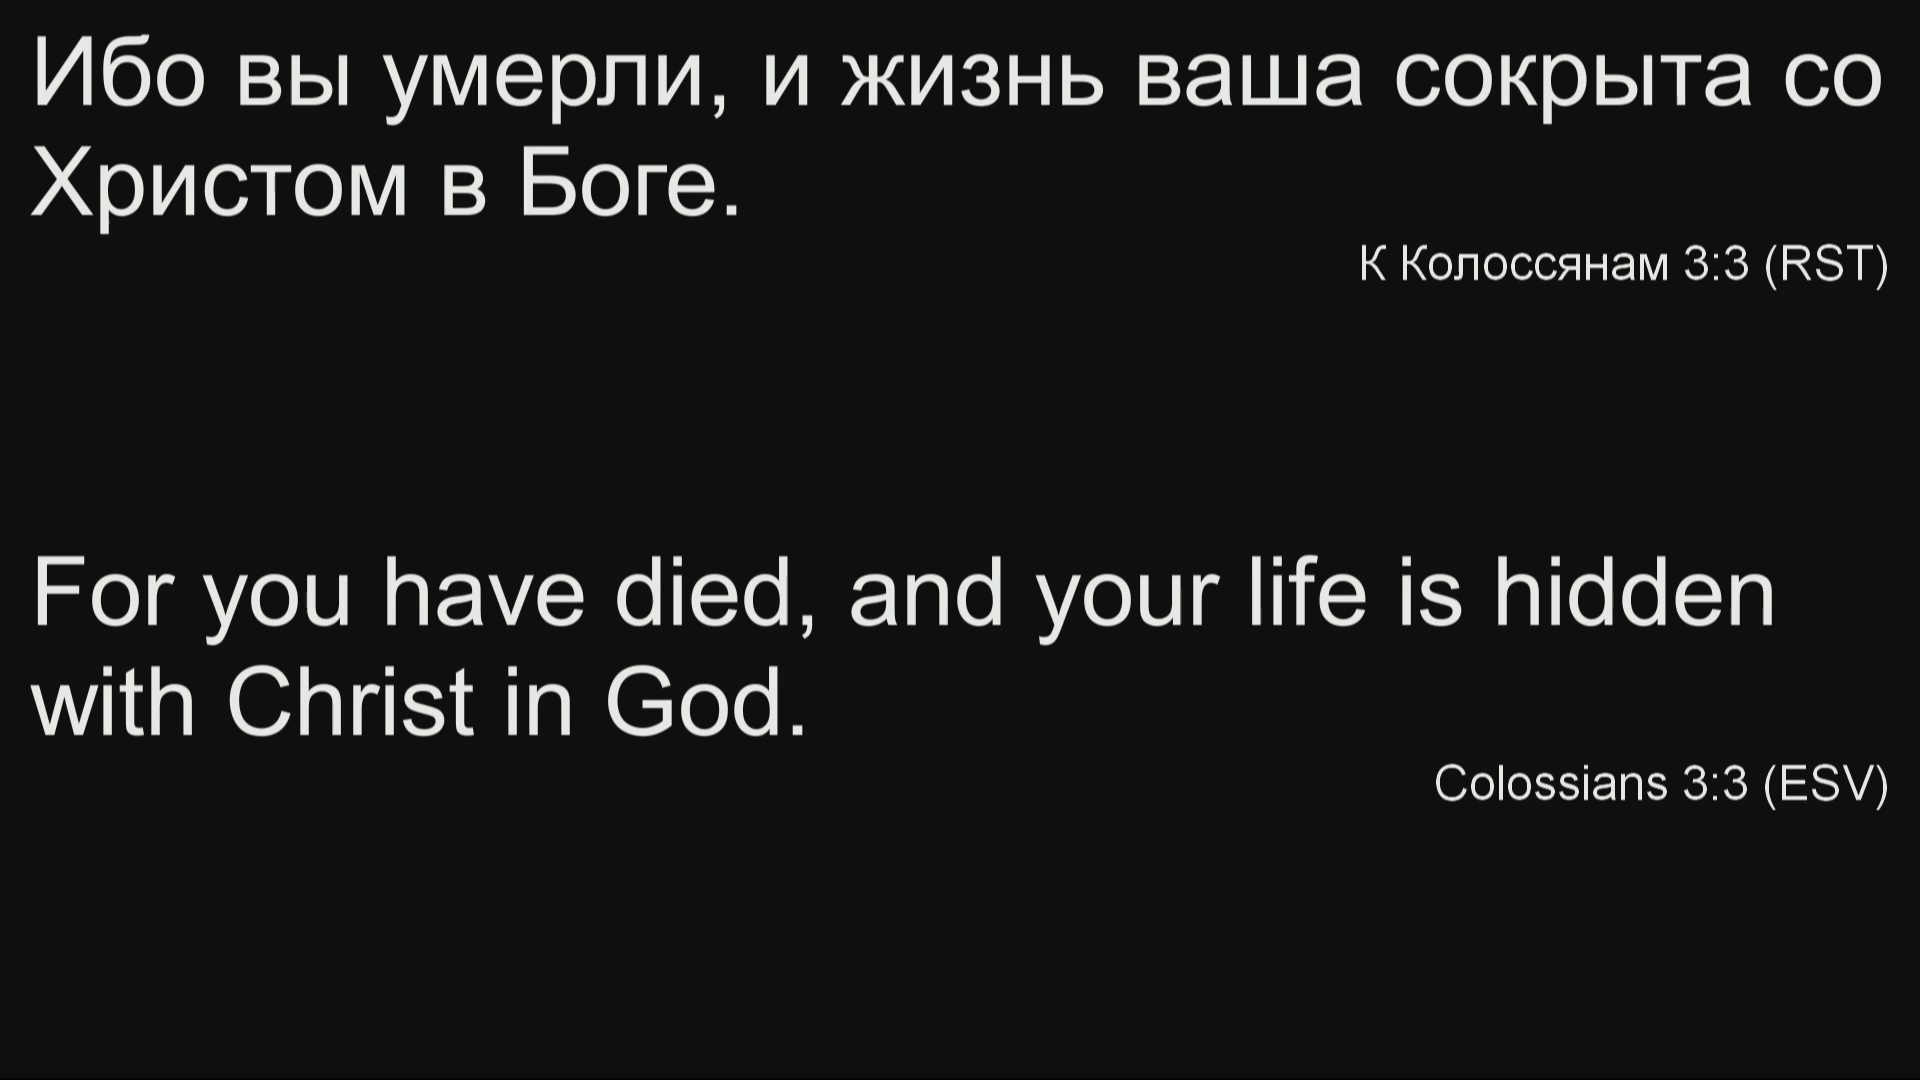 Ибо вы умерли, и жизнь ваша сокрыта со
Христом в Боге.
К Колоссянам 3:3 (RST)
For you have died, and your life is hidden
with Christ in God.
Colossians 3:3 (ESV)